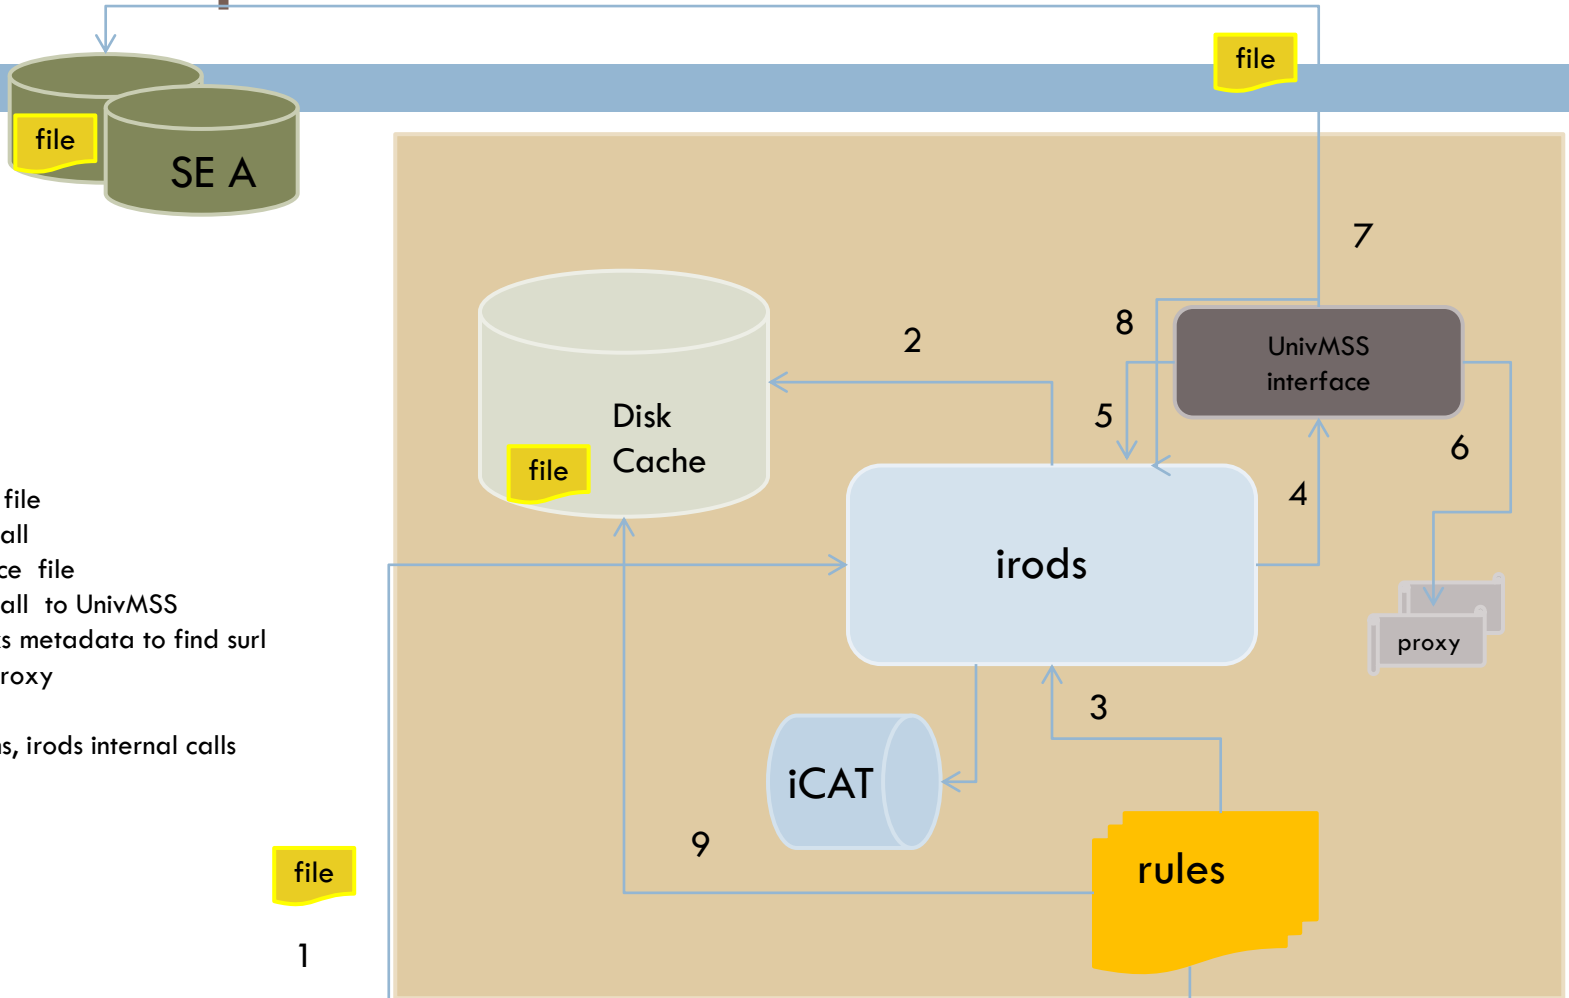 file
file
SE A
7
8
2
UnivMSS
interface
Disk
Cache
5
6
file
4
file
all
ce file
all to UnivMSS
ks metadata to find surl
roxy
ns, irods internal calls
irods
proxy
3
iCAT
9
rules
file
1